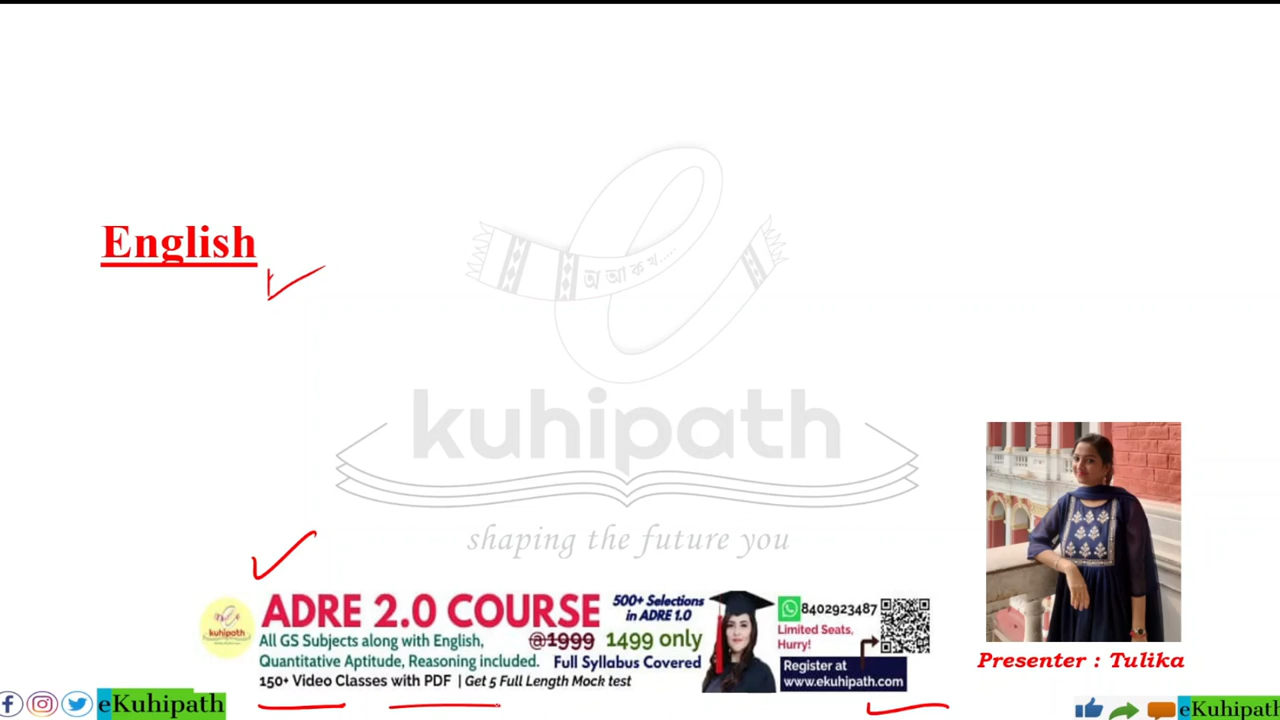 English
অ আ ক খ.....
kuhipath
shaping the future you
kuhipath
ADRE 2.0 COURSE
All GS Subjects along with English,
Quantitative Aptitude, Reasoning included.
150+ Video Classes with PDF | Get 5 Full Length Mock test
500+ Selections
in ADRE 1.0
@1999 1499 only
Full Syllabus Covered
8402923487
Limited Seats,
Hurry!
Register at
www.ekuhipath.com
Presenter : Tulika
eKuhipath
eKuhipath